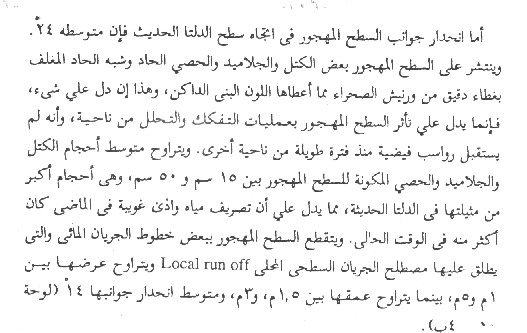 أما انحدار جوانب السطح المهجور فى اتجاه سطح الدلتا الحديث فإن متوسطه ٢٤ْ.
وينتشر على السطح المهجور بعض الكتل والجلاميد والحصي الحاد وشبه الحاد المغلف
بغطاء دقيق من ورنيش الصحراء مما أعطاها اللون البنى الداكن، وهذا إن دل علي شىء،
فإنما يدل علي تأثر السطح المهجور بعمليات التفكك والتحلل من ناحية، وأنه لم
يستقبل رواسب فيضية منذ فترة طويلة من ناحية أخرى. ويتراوح متوسط أحجام الكتل
والجلاميد والحصي المكونة للسطح المهجور بين ١٥ سم و ٥٠ سم، وهى أحجام أكبر
من مثيلتها فى الدلتا الحديثة، مما يدل علي أن تصريف مياه واذى غويبة فى الماضى كان
أكثر منه فى الوقت الحالى. ويتقطع السطح المهجور ببعض خطوط الجريان المائى والتى
يطلق عليها مصطلح الجريان السطحى المحلى Local run off ويتراوح عرضها بين
١م و٥م، بينما يتراوح عمقها بين ١,٥م، و٣م، ومتوسط انحدار جوانبها ١٤ْ (لوحة
٤ب).